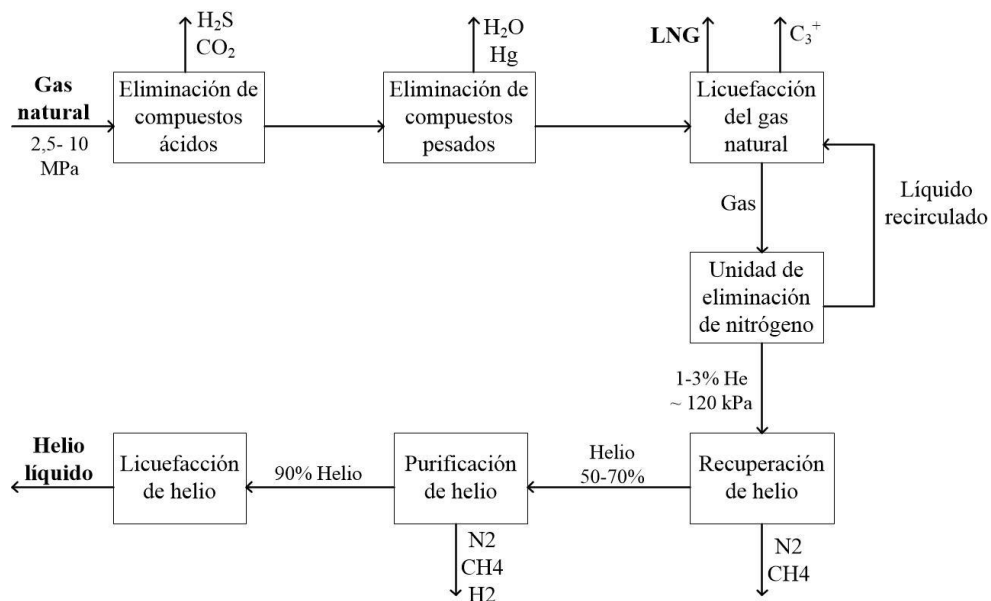 H₂S
CO₂
H₂O
Hg
LNG
C₃⁺
Gas
natural
2,5- 10
MPa
Eliminación de
compuestos
ácidos
Eliminación de
compuestos
pesados
Licuefacción
del gas
natural
Gas
Líquido
recirculado
Unidad de
eliminación
de nitrógeno
1-3% He
~ 120 kPa
Helio
líquido
Licuefacción
de helio
90% Helio
Purificación
de helio
Helio
50-70%
Recuperación
de helio
N2
CH4
H2
N2
CH4